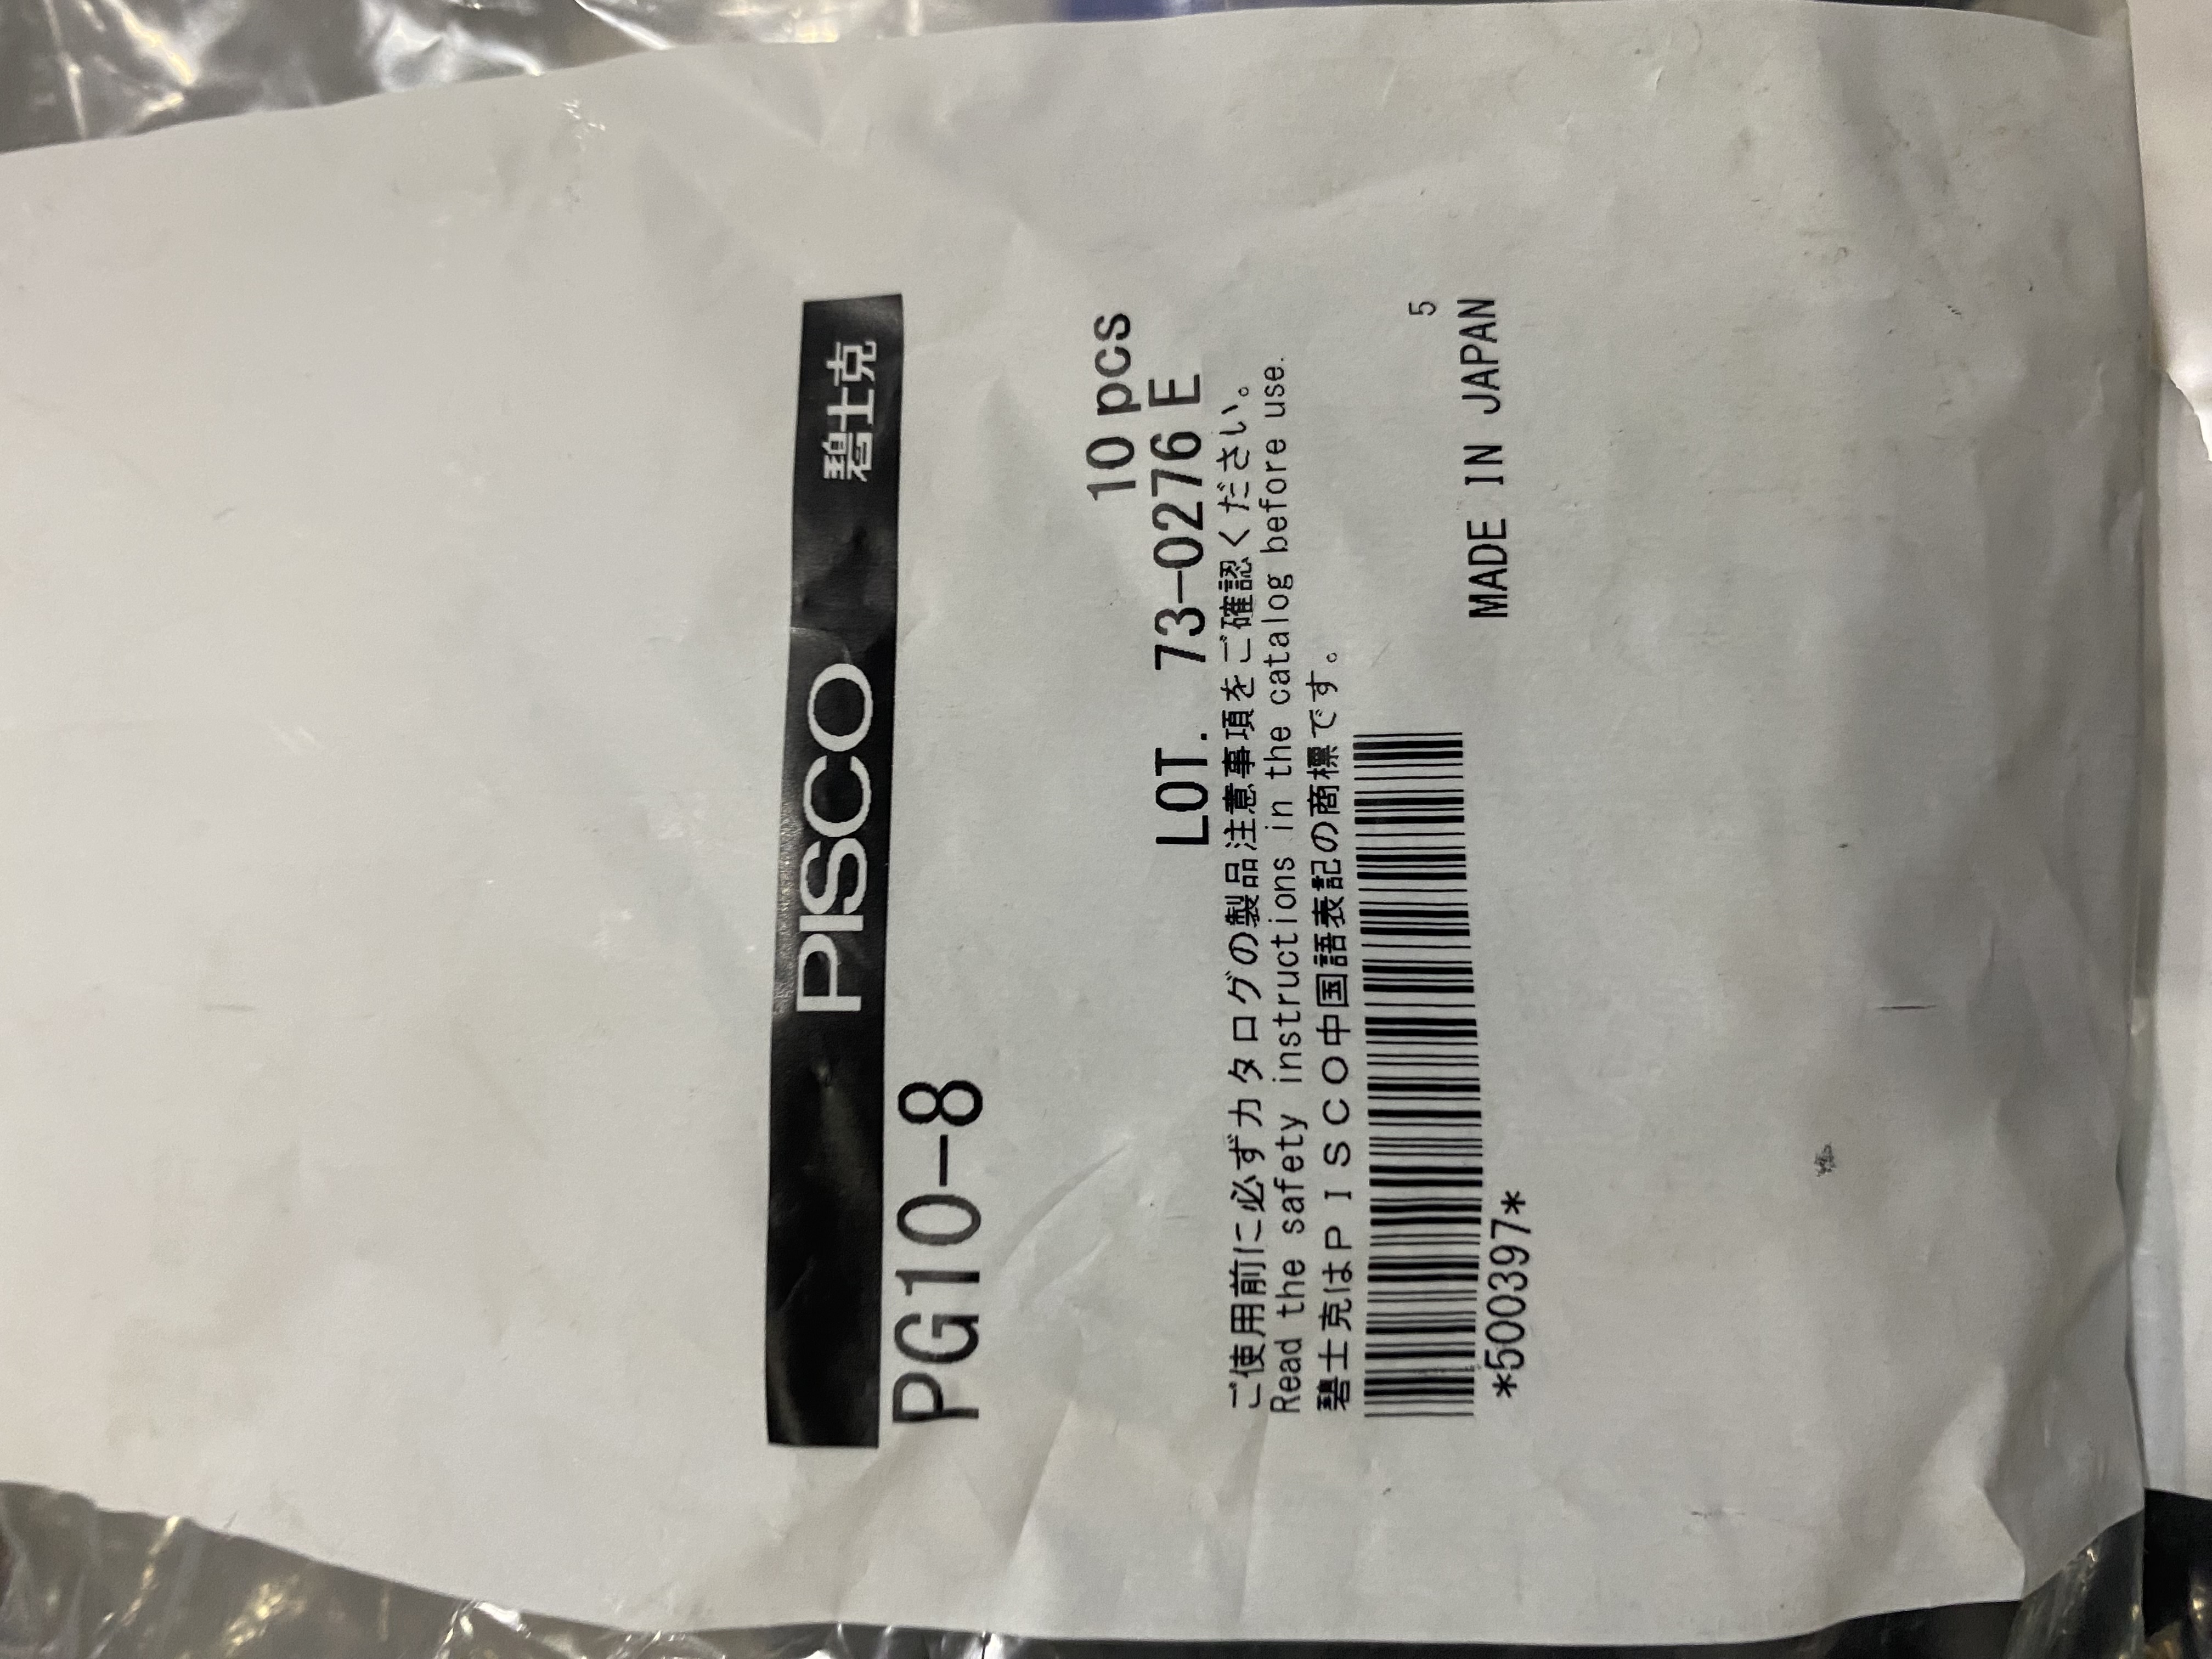 PISCO 碧士克
PG10-8
10 pcs
LOT. 73-0276 E
ご使用前に必ずカタログの製品注意事項をご確認ください。
Read the safety instructions in the catalog before use.
碧士克はＰＩＳＣＯ中国語表記の商標です。
5
*500397*
MADE IN JAPAN